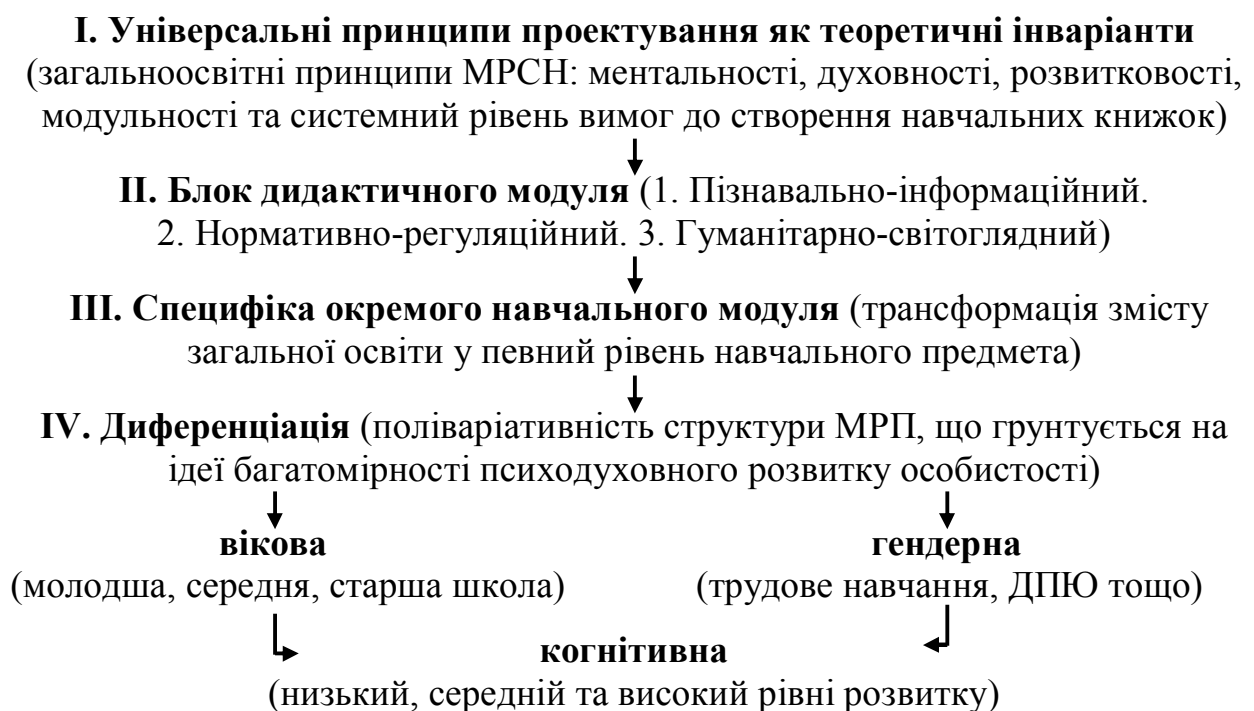 І. Універсальні принципи проектування як теоретичні інваріанти
(загальноосвітні принципи МРСН: ментальності, духовності, розвитковості,
модульності та системний рівень вимог до створення навчальних книжок)
ІІ. Блок дидактичного модуля (1. Пізнавально-інформаційний.
2. Нормативно-регуляційний. 3. Гуманітарно-світоглядний)
ІІІ. Специфіка окремого навчального модуля (трансформація змісту
загальної освіти у певний рівень навчального предмета)
IV. Диференціація (поліваріативність структури МРП, що грунтується на
ідеї багатомірності психодуховного розвитку особистості)
вікова
(молодша, середня, старша школа)
гендерна
(трудове навчання, ДПЮ тощо)
когнітивна
(низький, середній та високий рівні розвитку)